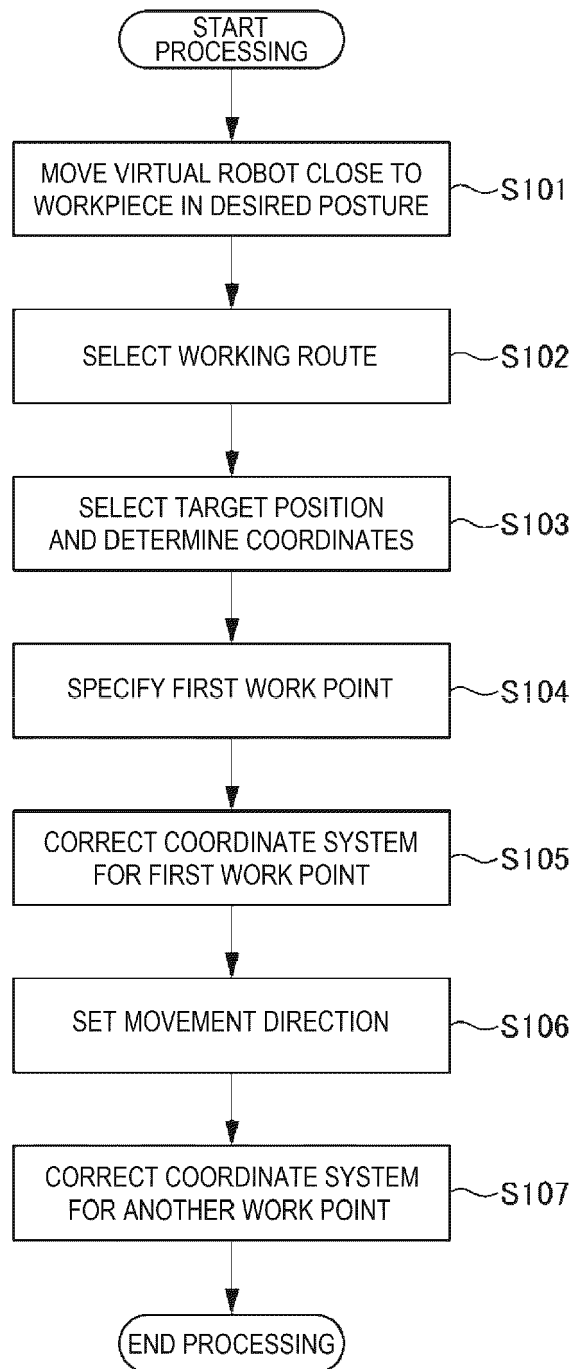 START
PROCESSING
MOVE VIRTUAL ROBOT CLOSE TO
WORKPIECE IN DESIRED POSTURE
S101
SELECT WORKING ROUTE
S102
SELECT TARGET POSITION
AND DETERMINE COORDINATES
S103
SPECIFY FIRST WORK POINT
S104
CORRECT COORDINATE SYSTEM
FOR FIRST WORK POINT
S105
SET MOVEMENT DIRECTION
S106
CORRECT COORDINATE SYSTEM
FOR ANOTHER WORK POINT
S107
END PROCESSING